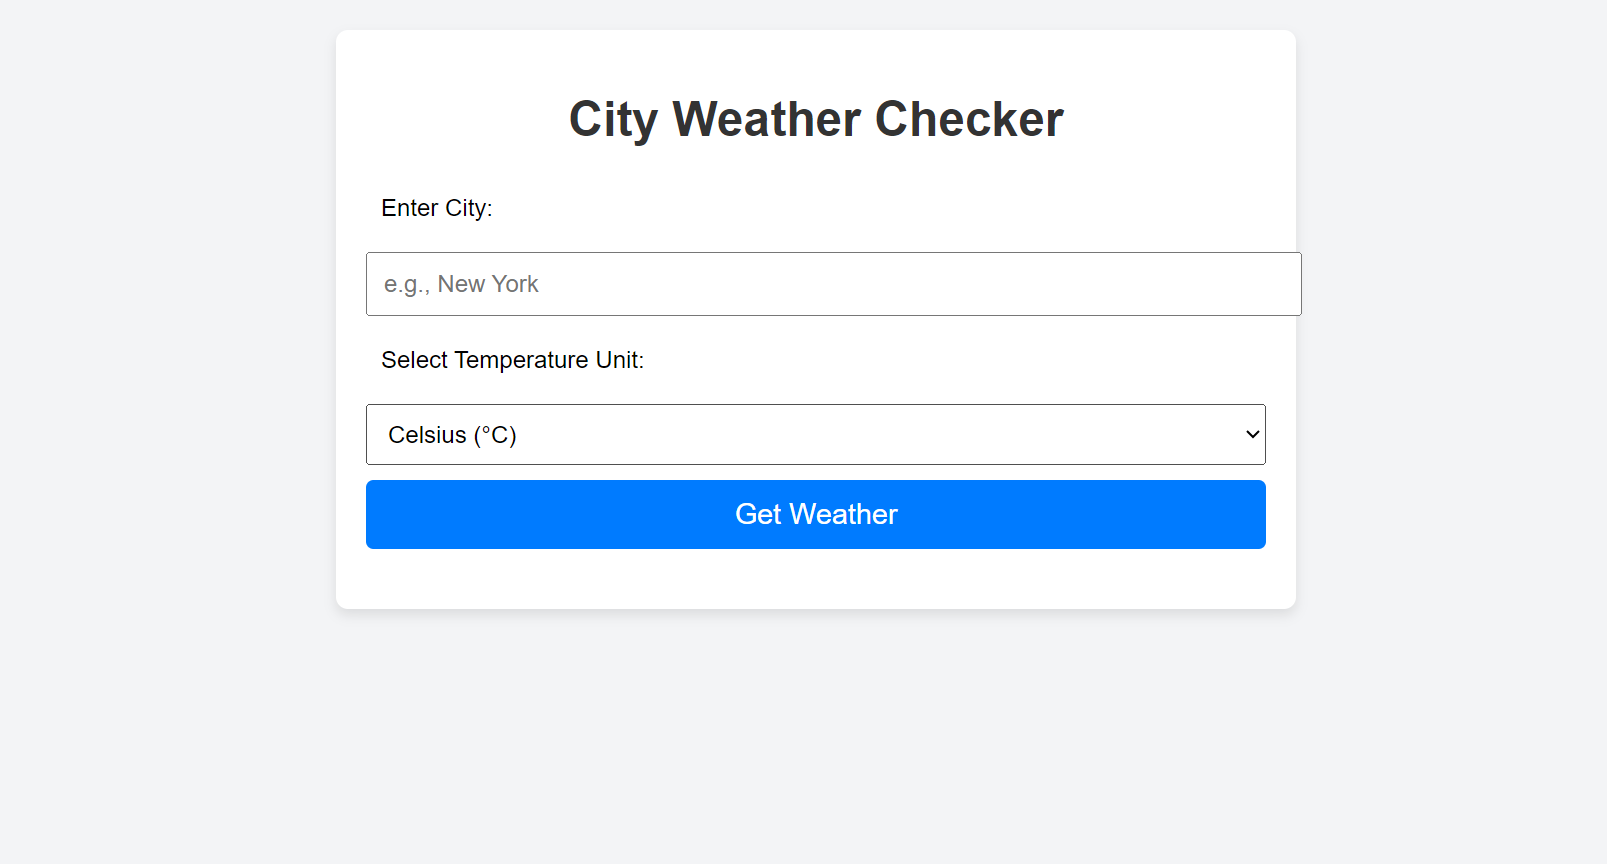 City Weather Checker
Enter City:
e.g., New York
Select Temperature Unit:
Celsius (°C)
Get Weather